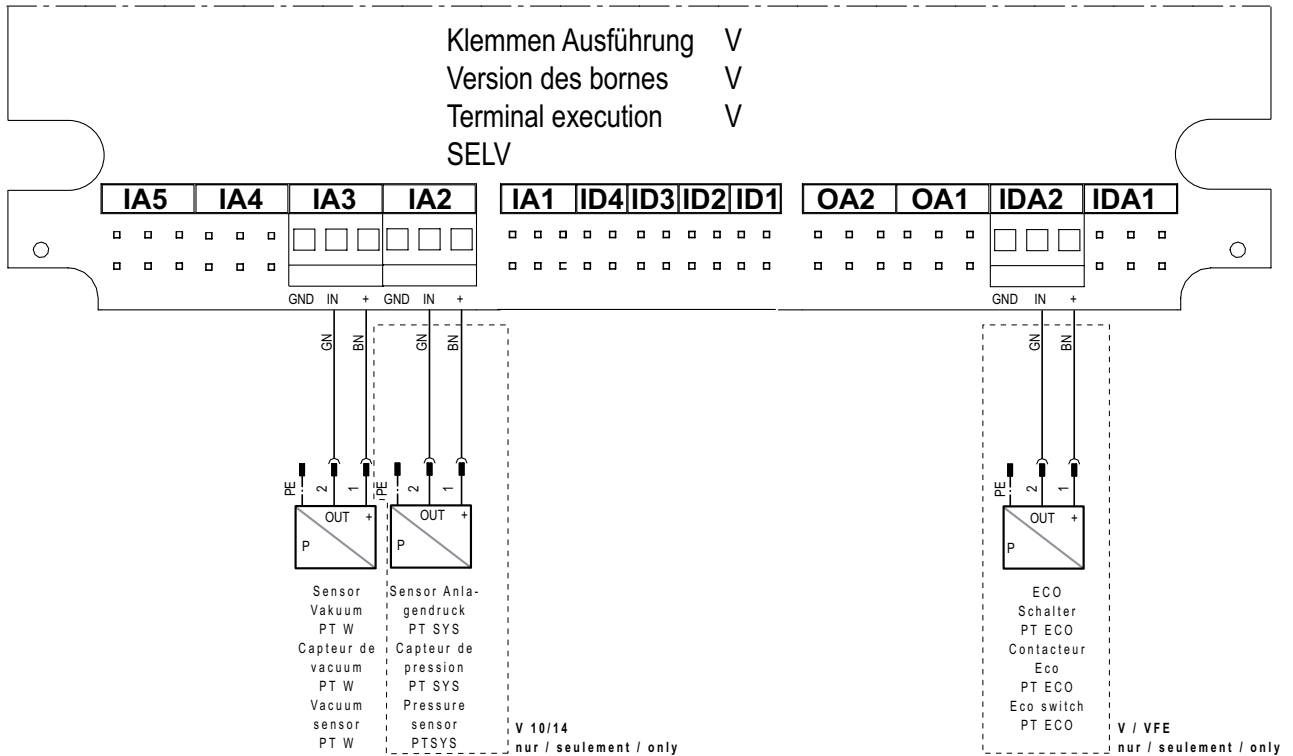 Klemmen Ausführung V
Version des bornes V
Terminal execution V
SELV
IA5 IA4 IA3 IA2 IA1 ID4 ID3 ID2 ID1 OA2 OA1 IDA2 IDA1
GND IN + GND IN + GND IN +
GN BN GN BN GN BN
PE 2 1 PE 2 1 PE 2 1
OUT + OUT + OUT +
P P P
Sensor
Vakuum
PT W
Capteur de
vacuum
PT W
Vacuum
sensor
PT W
Sensor Anla-
gendruck
PT SYS
Capteur de
pression
PT SYS
Pressure
sensor
PTSYS
V 10/14
nur / seulement / only
ECO
Schalter
PT ECO
Contacteur
Eco
PT ECO
Eco switch
PT ECO
V / VFE
nur / seulement / only